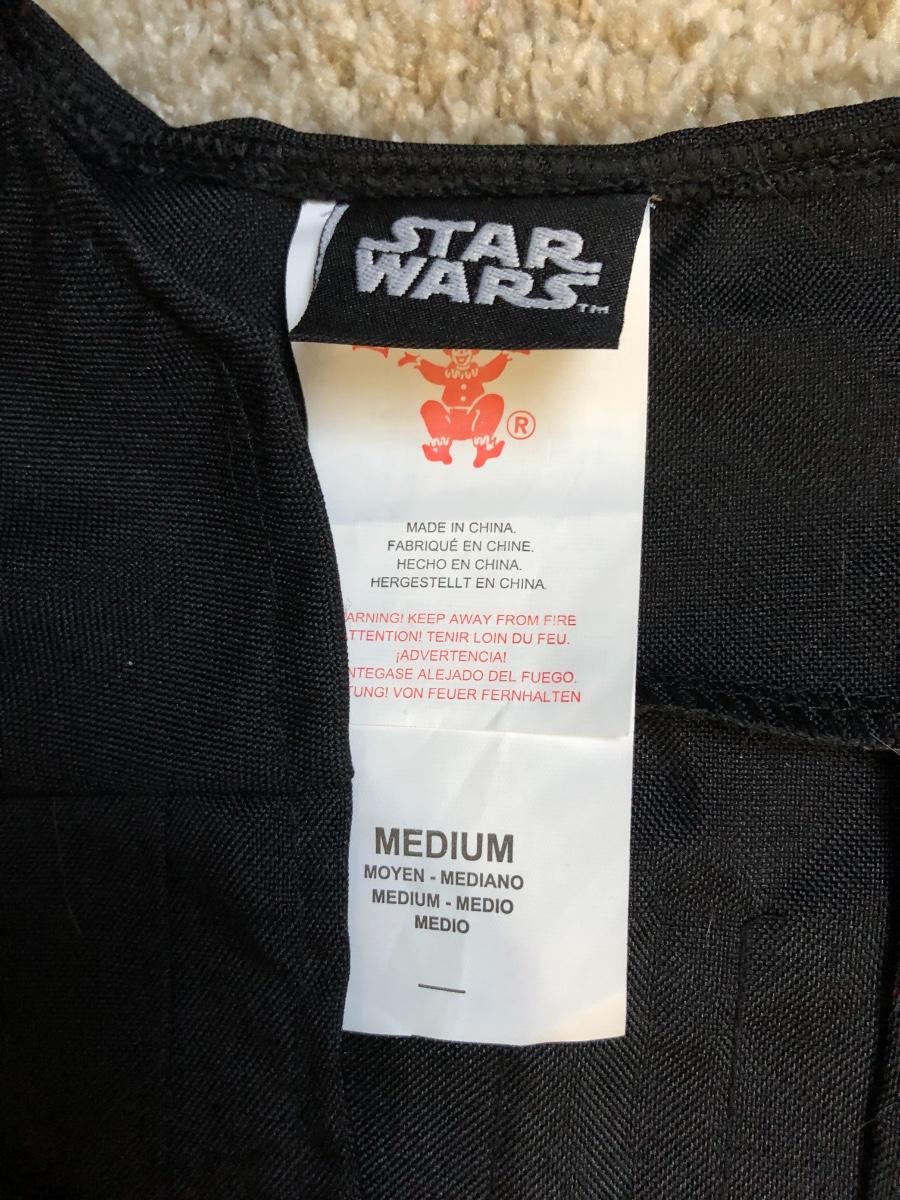 STAR
WARS™
®
MADE IN CHINA.
FABRIQUÉ EN CHINE.
HECHO EN CHINA.
HERGESTELLT EN CHINA.
ARNING! KEEP AWAY FROM FIRE
TTENTION! TENIR LOIN DU FEU.
¡ADVERTENCIA!
NTEGASE ALEJADO DEL FUEGO.
TUNG! VON FEUER FERNHALTEN
MEDIUM
MOYEN - MEDIANO
MEDIUM - MEDIO
MEDIO